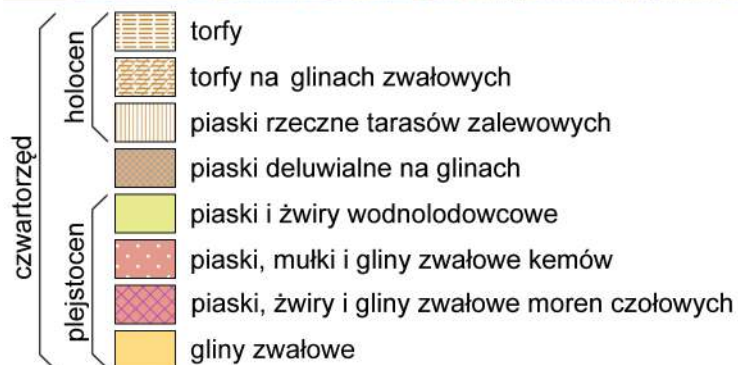 czwartorzęd
holocen
torfy
torfy na glinach zwałowych
piaski rzeczne tarasów zalewowych
piaski deluwialne na glinach
plejstocen
piaski i żwiry wodnolodowcowe
piaski, mułki i gliny zwałowe kemów
piaski, żwiry i gliny zwałowe moren czołowych
gliny zwałowe